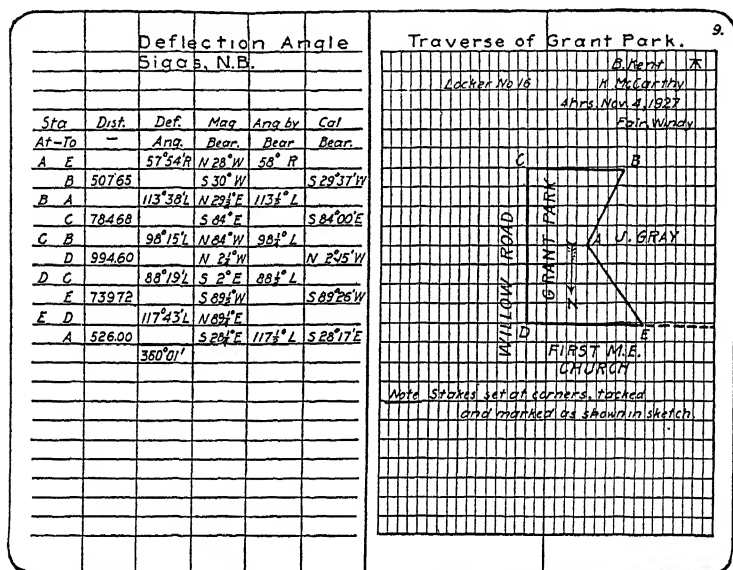 9.
Deflection Angle
Sigas, N.B.
Sta Dist. Def. Mag Ang by Cal
At-To — Ang. Bear. Bear Bear.
A E 57°54'R N 28°W 58° R
B 507.65 S 30° W S 29°37'W
B A 113°38'L N 29½°E 113½°L
C 784.68 S 84°E S 84°00'E
C B 98°15'L N 84°W 98¼°L
D 994.60 N 2¼°W N 2°15'W
D C 88°19'L S 2°E 88½°L
E 739.72 S 89½°W S 89°26'W
E D 117°43'L N 89½°E
A 526.00 S 28¼°E 117½°L S 28°17'E
360°01'
Traverse of Grant Park.
B. Kent
Locker No 16 K McCarthy
4hrs. Nov. 4, 1927
Fair, Windy
C B
WILLOW ROAD
GRANT PARK
A J. GRAY
N
D E
FIRST M.E.
CHURCH
Note Stakes set at corners, tacked
and marked as shown in sketch.